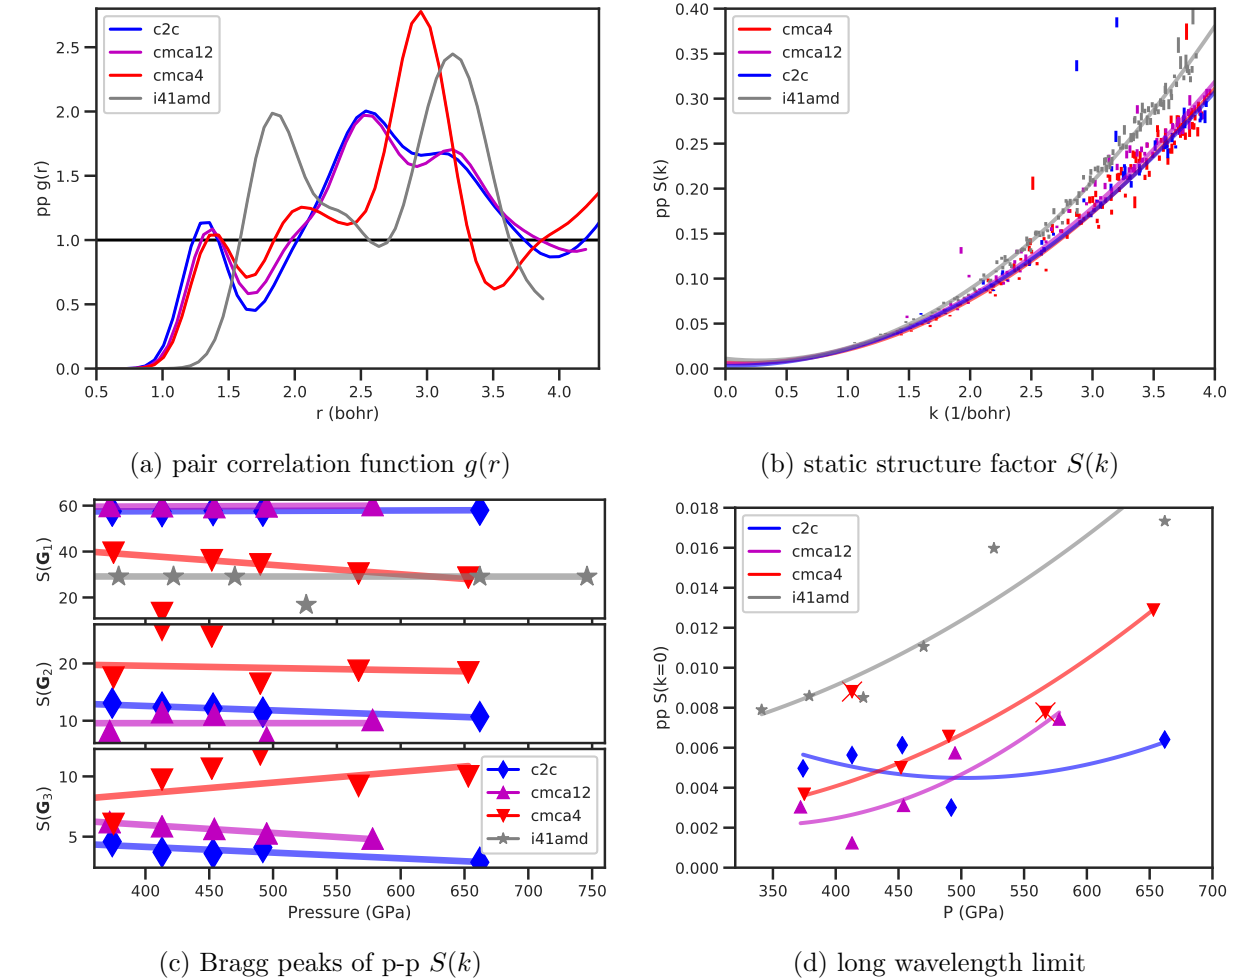 c2c
cmca12
cmca4
i41amd
2.5
2.0
1.5
1.0
0.5
0.0
pp g(r)
0.5 1.0 1.5 2.0 2.5 3.0 3.5 4.0
r (bohr)
(a) pair correlation function g(r)
cmca4
cmca12
c2c
i41amd
0.40
0.35
0.30
0.25
0.20
0.15
0.10
0.05
0.00
pp S(k)
0.0 0.5 1.0 1.5 2.0 2.5 3.0 3.5 4.0
k (1/bohr)
(b) static structure factor S(k)
60
40
20
S(G₁)
20
10
S(G₂)
10
5
S(G₃)
c2c
cmca12
cmca4
i41amd
400 450 500 550 600 650 700 750
Pressure (GPa)
(c) Bragg peaks of p-p S(k)
c2c
cmca12
cmca4
i41amd
0.018
0.016
0.014
0.012
0.010
0.008
0.006
0.004
0.002
0.000
pp S(k=0)
350 400 450 500 550 600 650 700
P (GPa)
(d) long wavelength limit